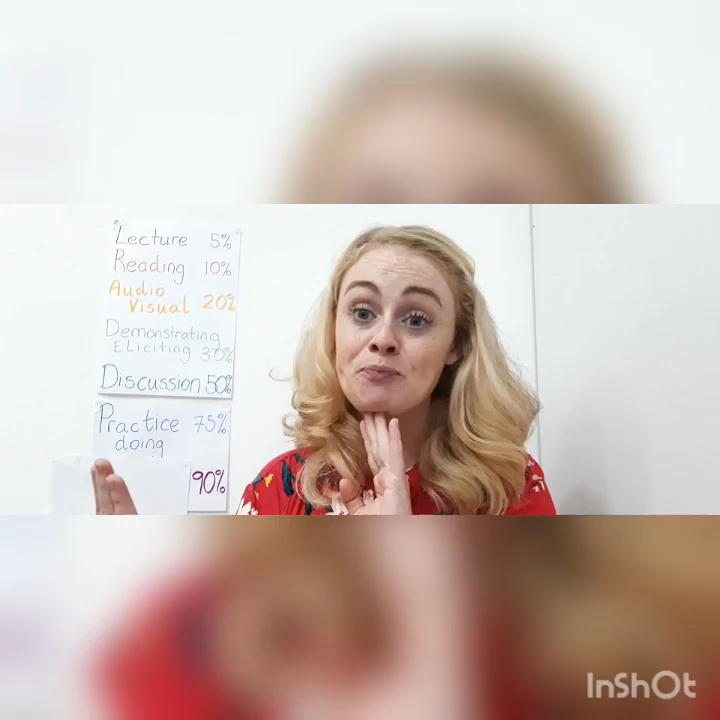 Lecture 5%
Reading 10%
Audio
Visual 20%
Demonstrating
Eliciting 30%
Discussion 50%
Practice 75%
doing
90%
InShOt